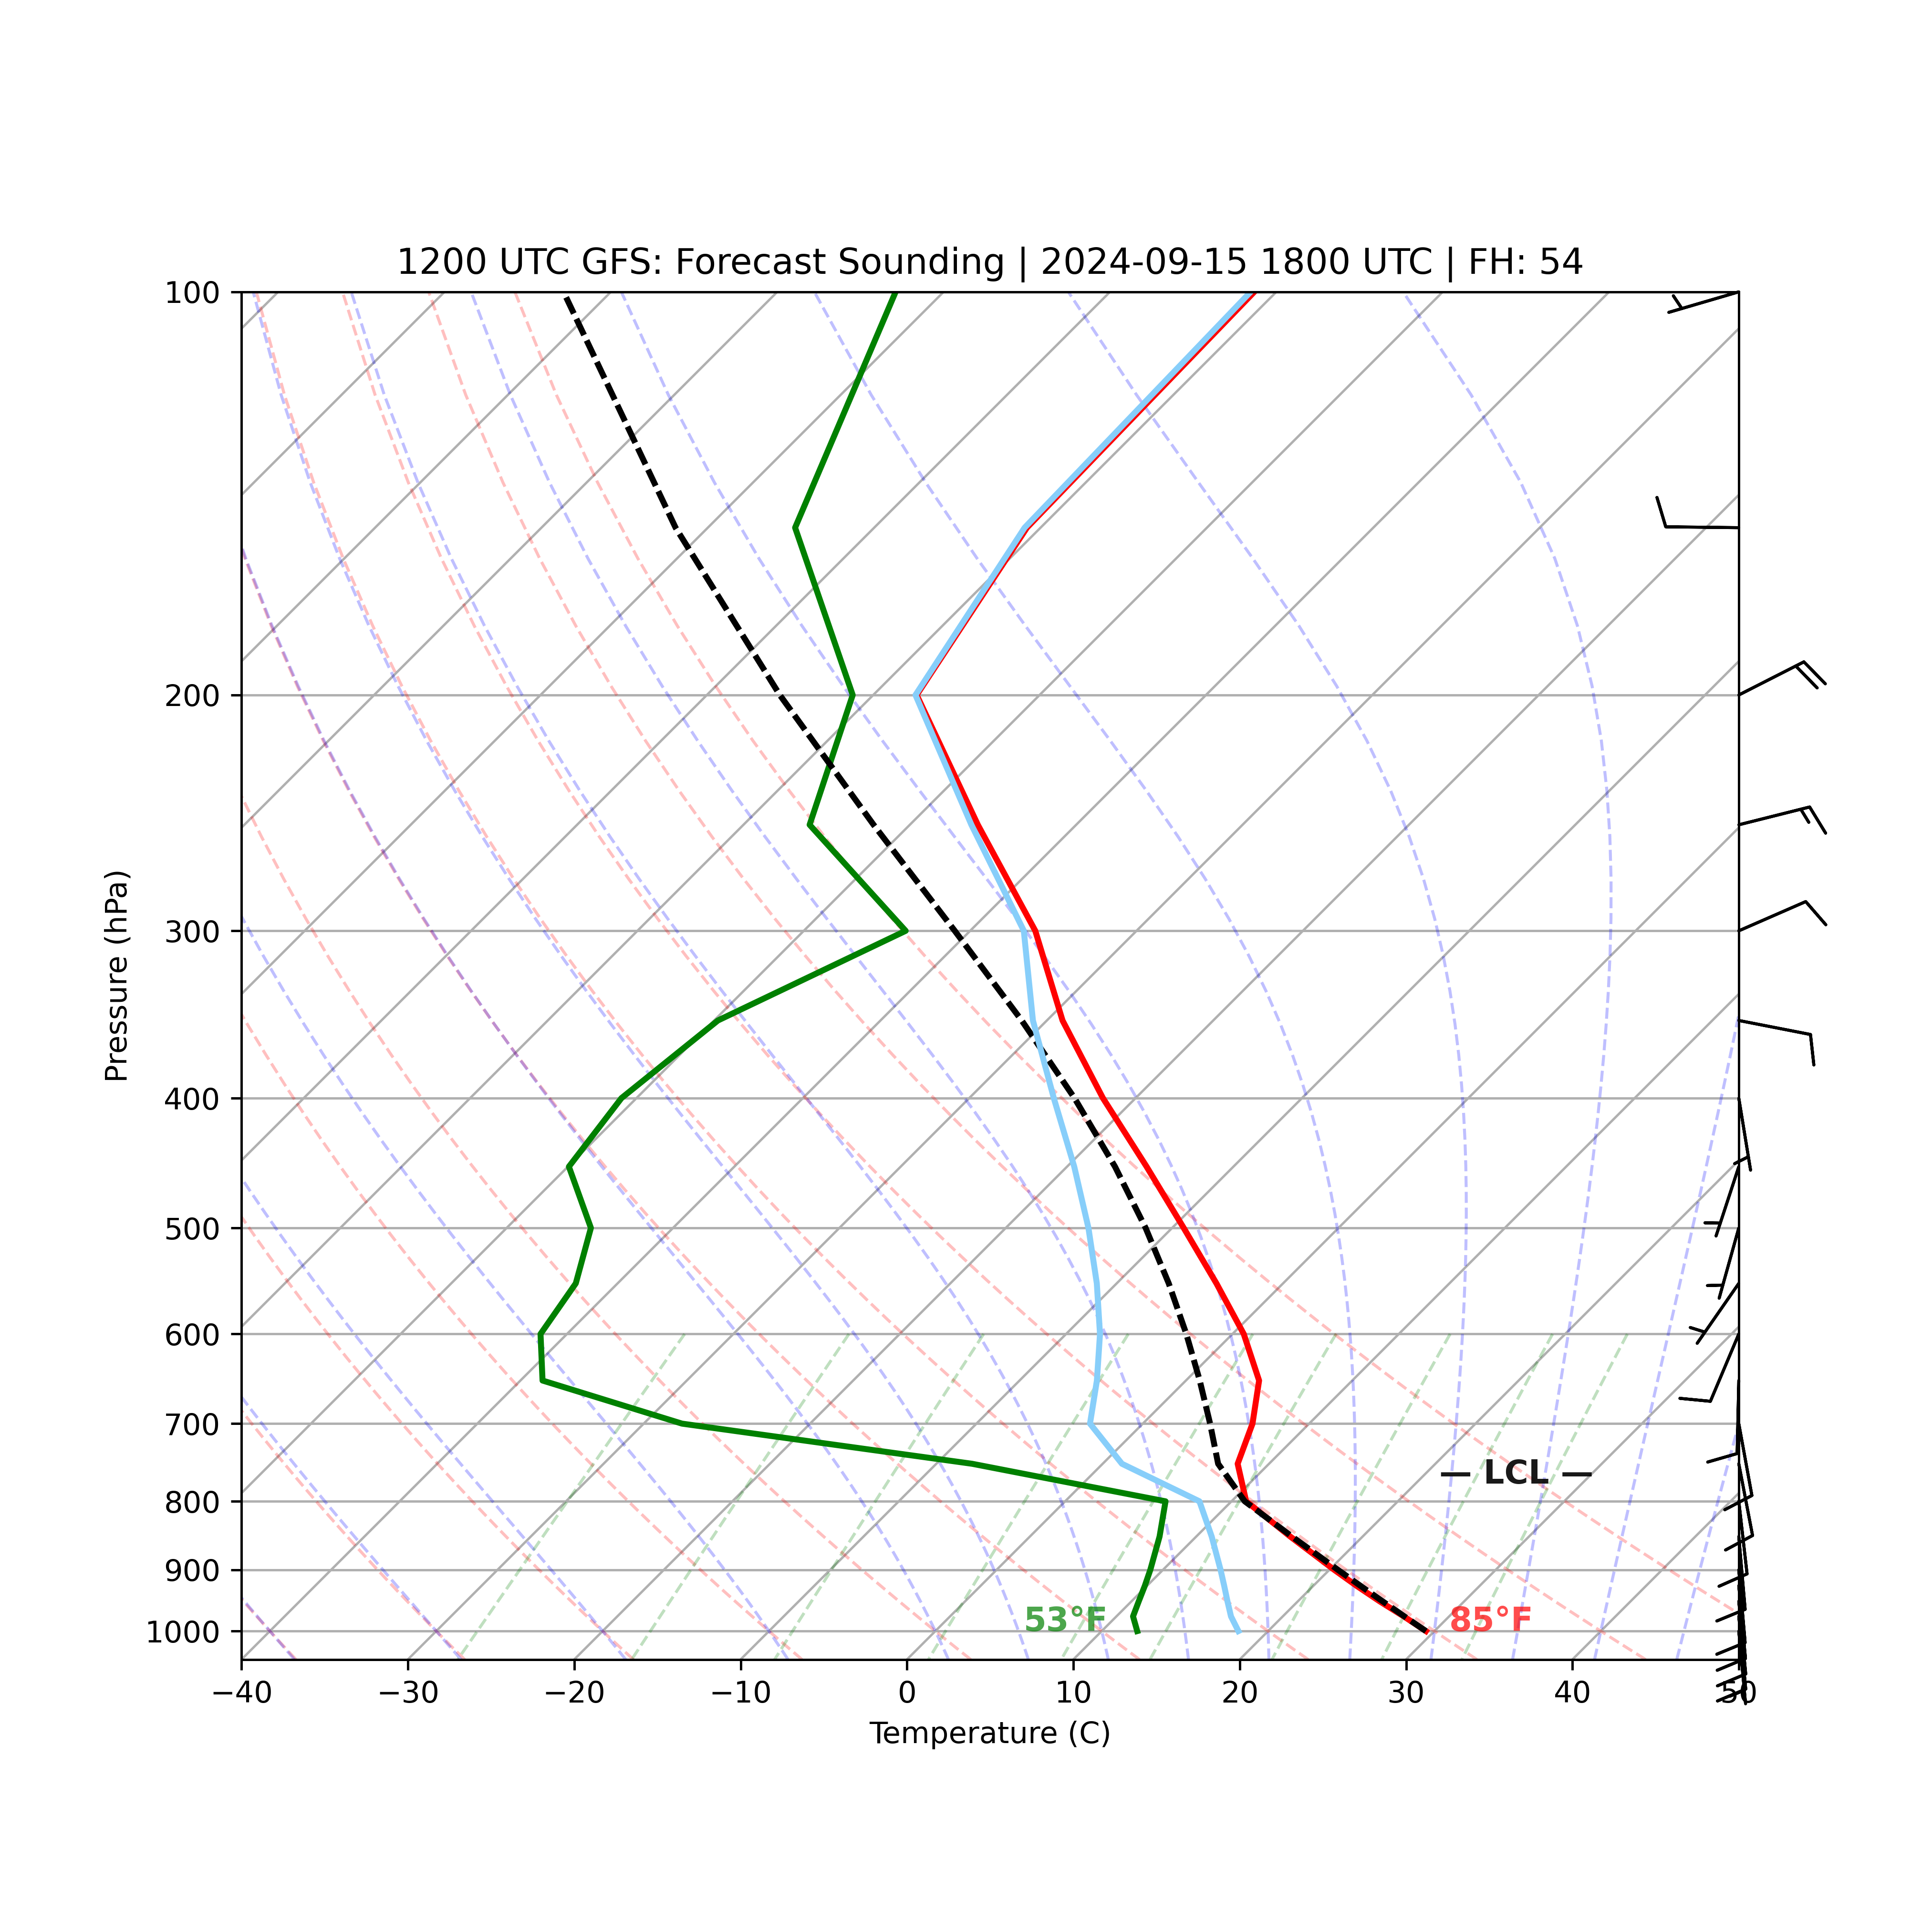 1200 UTC GFS: Forecast Sounding | 2024-09-15 1800 UTC | FH: 54
100
200
300
400
500
600
700
800
900
1000
Pressure (hPa)
— LCL —
53°F
85°F
−40 −30 −20 −10 0 10 20 30 40 50
Temperature (C)